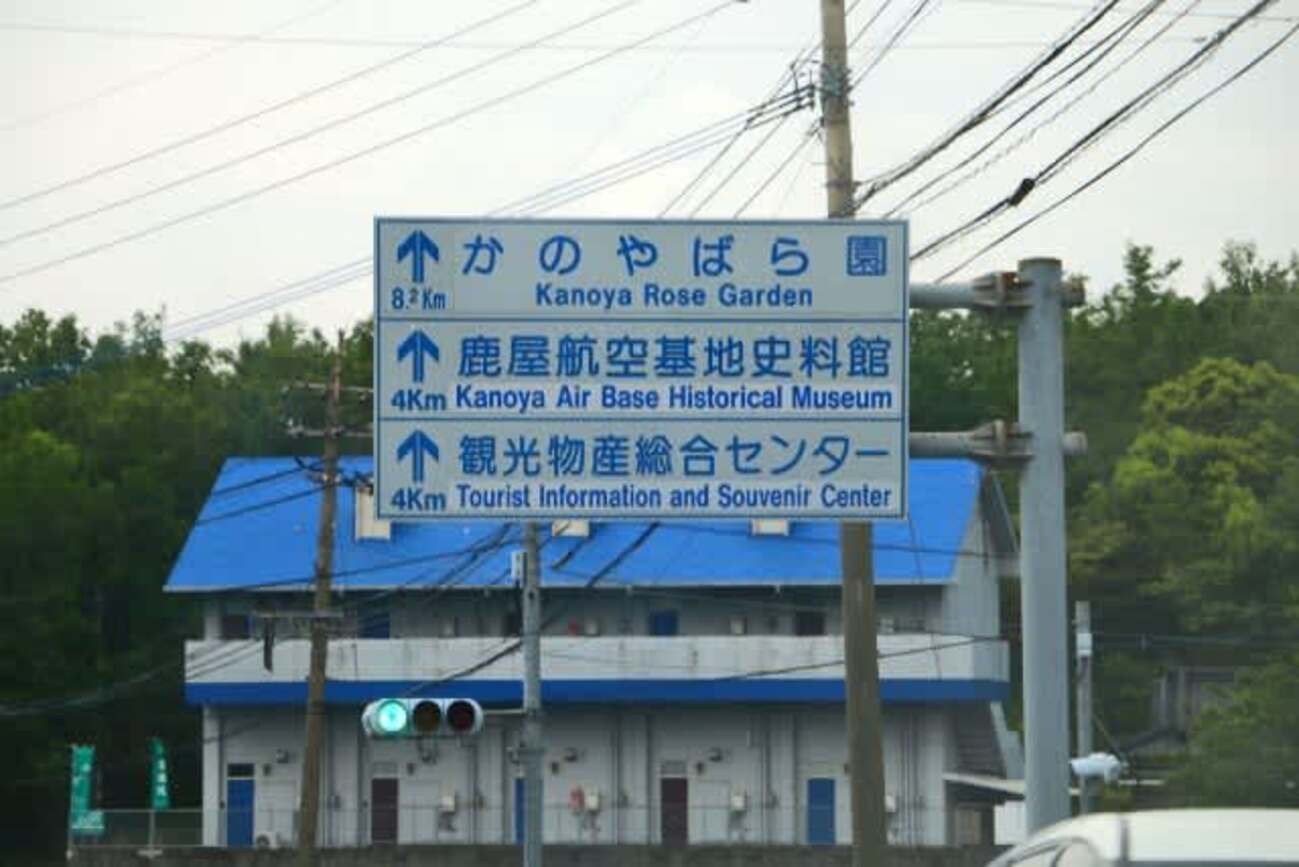 かのやばら園
8.2Km Kanoya Rose Garden
鹿屋航空基地史料館
4Km Kanoya Air Base Historical Museum
観光物産総合センター
4Km Tourist Information and Souvenir Center